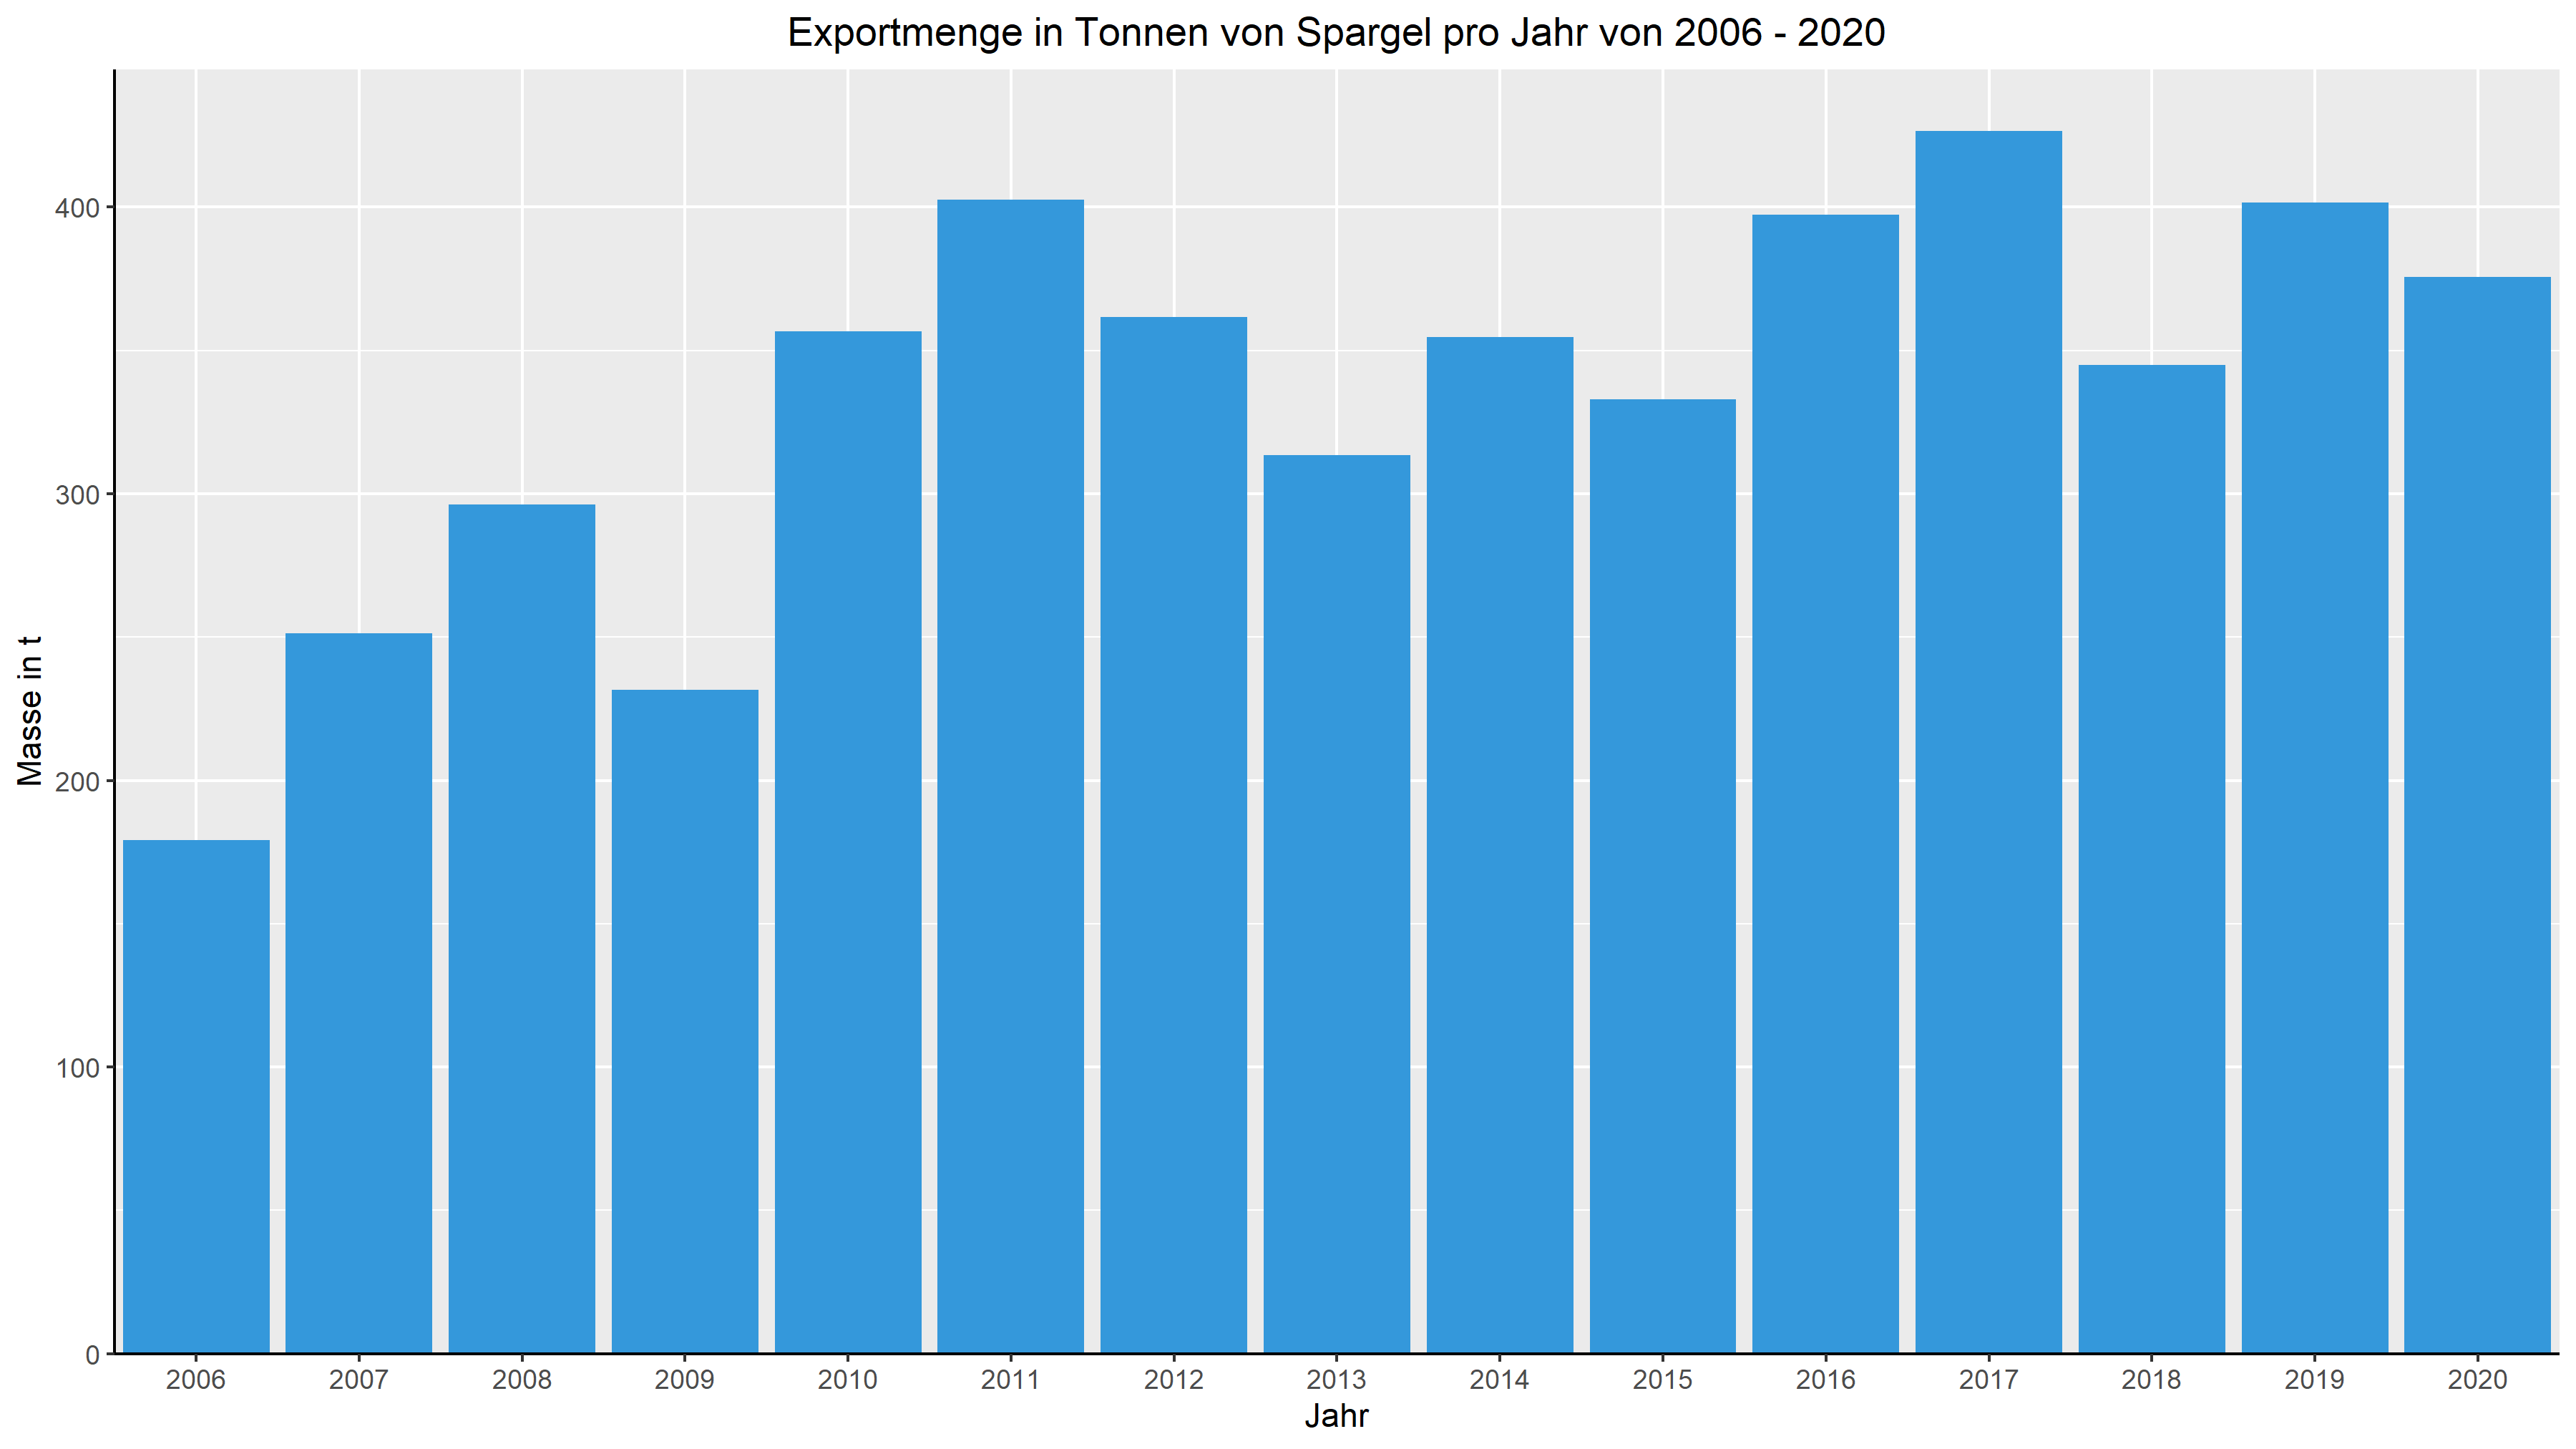 Exportmenge in Tonnen von Spargel pro Jahr von 2006 - 2020
Masse in t
400
300
200
100
0
2006 2007 2008 2009 2010 2011 2012 2013 2014 2015 2016 2017 2018 2019 2020
Jahr